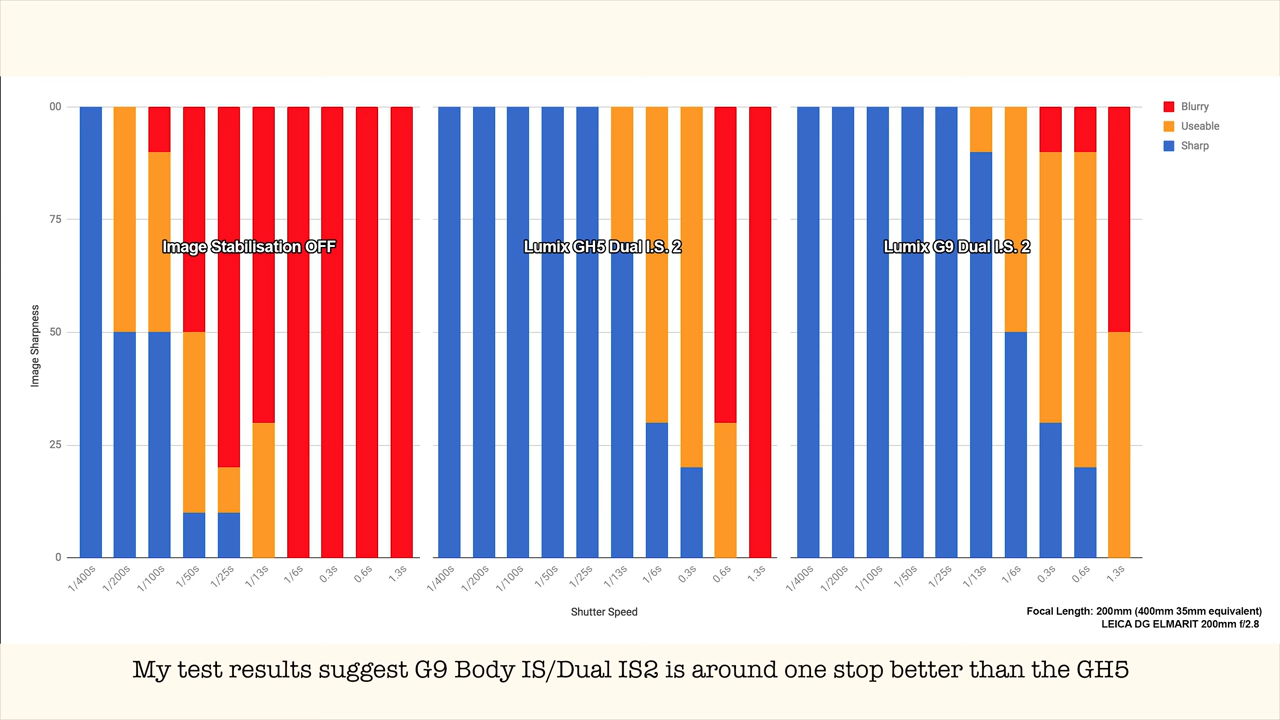 00
75
50
25
0
Image Sharpness
Image Stabilisation OFF
Lumix GH5 Dual I.S. 2
Lumix G9 Dual I.S. 2
Blurry
Useable
Sharp
1/400s 1/200s 1/100s 1/50s 1/25s 1/13s 1/6s 0.3s 0.6s 1.3s
1/400s 1/200s 1/100s 1/50s 1/25s 1/13s 1/6s 0.3s 0.6s 1.3s
1/400s 1/200s 1/100s 1/50s 1/25s 1/13s 1/6s 0.3s 0.6s 1.3s
Shutter Speed
Focal Length: 200mm (400mm 35mm equivalent)
LEICA DG ELMARIT 200mm f/2.8
My test results suggest G9 Body IS/Dual IS2 is around one stop better than the GH5